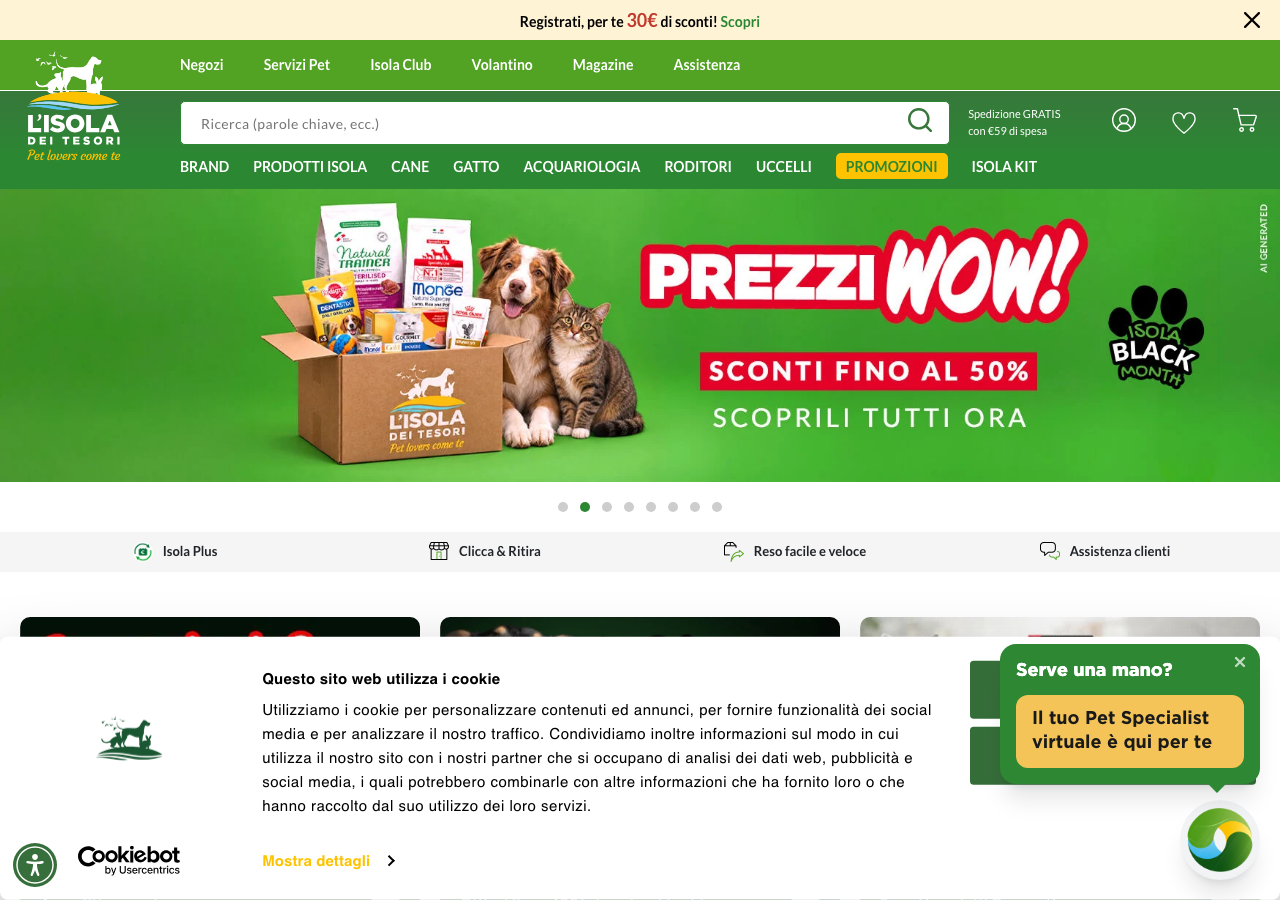 Registrati, per te 30€ di sconti! Scopri
Negozi
Servizi Pet
Isola Club
Volantino
Magazine
Assistenza
L'ISOLA
DEI TESORI
Pet lovers come te
Ricerca (parole chiave, ecc.)
Spedizione GRATIS
con €59 di spesa
BRAND
PRODOTTI ISOLA
CANE
GATTO
ACQUARIOLOGIA
RODITORI
UCCELLI
PROMOZIONI
ISOLA KIT
Natural
TRAINER
STERILISED
Pedigree
DENTASTIX
N.1
Monge
GOURMET
Monge
ROYAL CANIN
L'ISOLA
DEI TESORI
Pet lovers come te
PREZZI WOW!
SCONTI FINO AL 50%
SCOPRILI TUTTI ORA
ISOLA
BLACK
MONTH
AI GENERATED
Isola Plus
Clicca & Ritira
Reso facile e veloce
Assistenza clienti
Questo sito web utilizza i cookie
Utilizziamo i cookie per personalizzare contenuti ed annunci, per fornire funzionalità dei social
media e per analizzare il nostro traffico. Condividiamo inoltre informazioni sul modo in cui
utilizza il nostro sito con i nostri partner che si occupano di analisi dei dati web, pubblicità e
social media, i quali potrebbero combinarle con altre informazioni che ha fornito loro o che
hanno raccolto dal suo utilizzo dei loro servizi.
Mostra dettagli
Cookiebot
by Usercentrics
Serve una mano?
Il tuo Pet Specialist
virtuale è qui per te